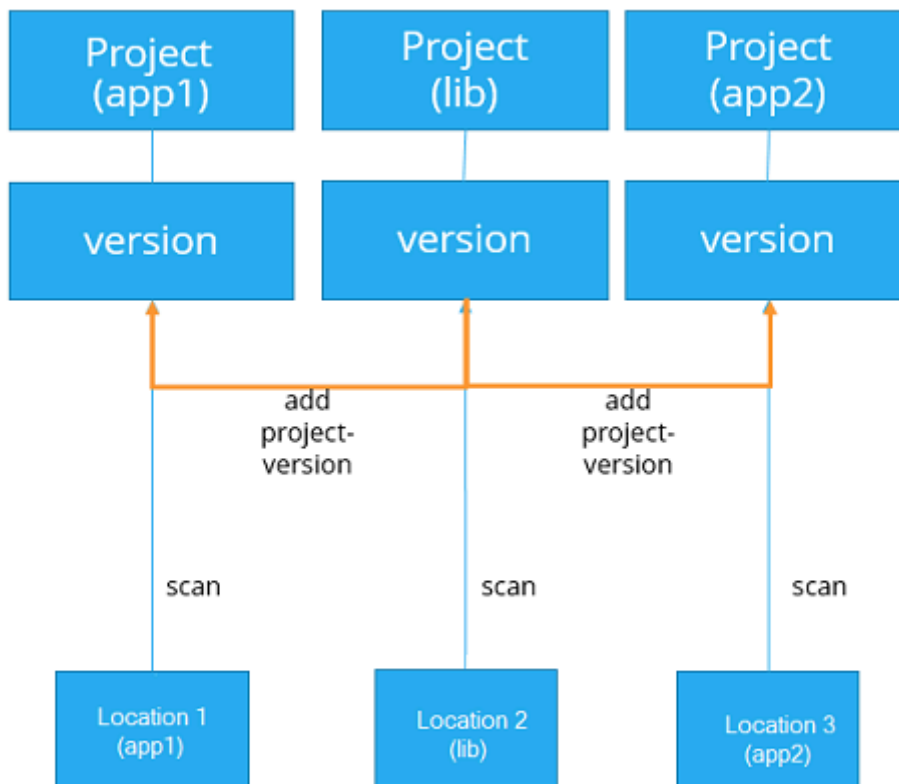 Project
(app1)
Project
(lib)
Project
(app2)
version
version
version
add
project-
version
add
project-
version
scan
scan
scan
Location 1
(app1)
Location 2
(lib)
Location 3
(app2)